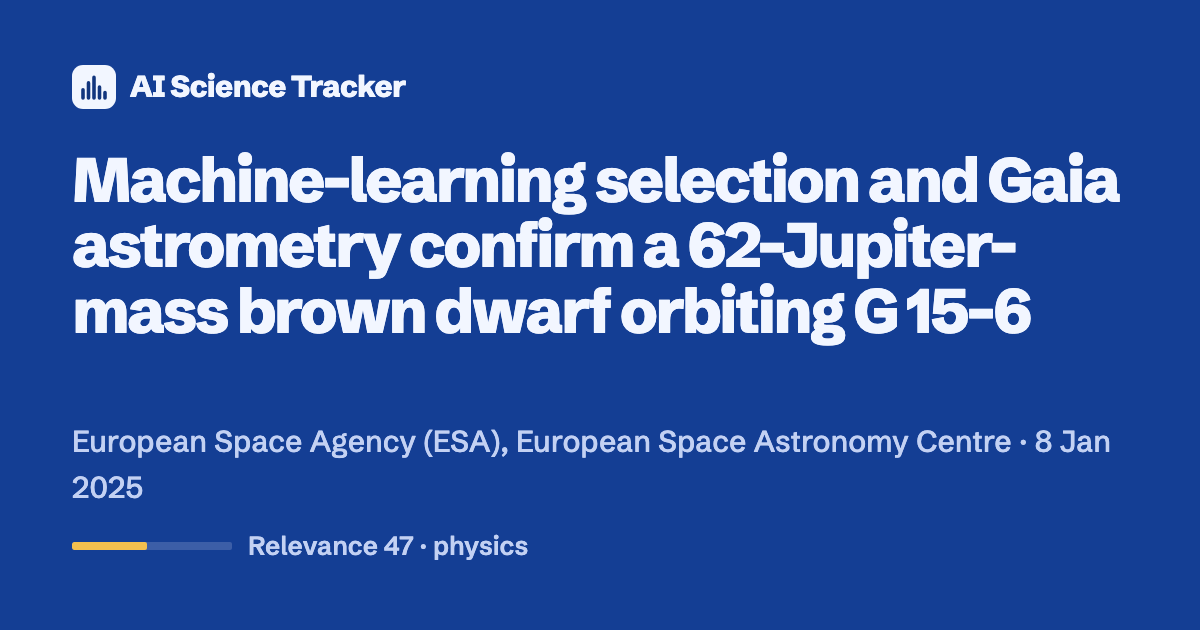 AI Science Tracker
Machine-learning selection and Gaia
astrometry confirm a 62-Jupiter-
mass brown dwarf orbiting G 15-6
European Space Agency (ESA), European Space Astronomy Centre · 8 Jan
2025
Relevance 47 · physics